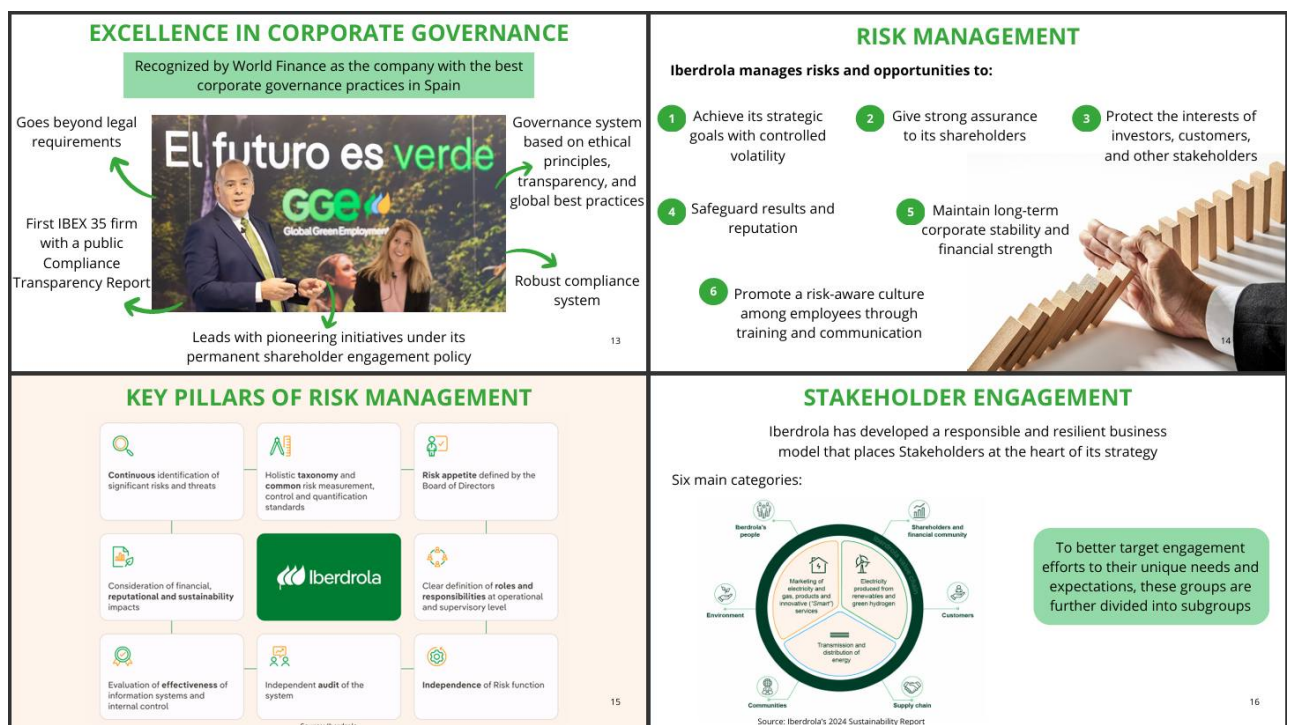 EXCELLENCE IN CORPORATE GOVERNANCE
Recognized by World Finance as the company with the best
corporate governance practices in Spain
Goes beyond legal
requirements
El futuro es verde
GGe
Global Green Employment
Governance system
based on ethical
principles,
transparency, and
global best practices
First IBEX 35 firm
with a public
Compliance
Transparency Report
Robust compliance
system
Leads with pioneering initiatives under its
permanent shareholder engagement policy
13
RISK MANAGEMENT
Iberdrola manages risks and opportunities to:
1
Achieve its strategic
goals with controlled
volatility
2
Give strong assurance
to its shareholders
3
Protect the interests of
investors, customers,
and other stakeholders
4
Safeguard results and
reputation
5
Maintain long-term
corporate stability and
financial strength
6
Promote a risk-aware culture
among employees through
training and communication
14
KEY PILLARS OF RISK MANAGEMENT
Continuous identification of
significant risks and threats
Holistic taxonomy and
common risk measurement,
control and quantification
standards
Risk appetite defined by the
Board of Directors
Consideration of financial,
reputational and sustainability
impacts
Iberdrola
Clear definition of roles and
responsibilities at operational
and supervisory level
Evaluation of effectiveness of
information systems and
internal control
Independent audit of the
system
Independence of Risk function
15
STAKEHOLDER ENGAGEMENT
Iberdrola has developed a responsible and resilient business
model that places Stakeholders at the heart of its strategy
Six main categories:
Iberdrola's
people
Shareholders and
financial community
Marketing of
electricity and
gas, products and
innovative ("Smart")
services
Electricity
produced from
renewables and
green hydrogen
Environment
Customers
Transmission and
distribution of
energy
Communities
Supply chain
Source: Iberdrola's 2024 Sustainability Report
To better target engagement
efforts to their unique needs and
expectations, these groups are
further divided into subgroups
16